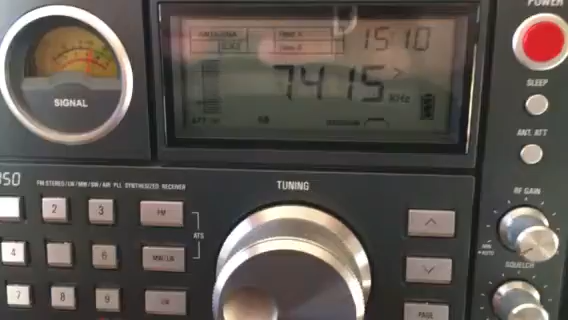 POWER
15:10
7415
KHz
SIGNAL
SLEEP
ANT. ATT
FM STEREO/LW/MW/SW/AIR PLL SYNTHESIZED RECEIVER
TUNING
RF GAIN
2
3
FM
ATS
4
6
MW/LW
SQUELCH
7
8
9
PAGE